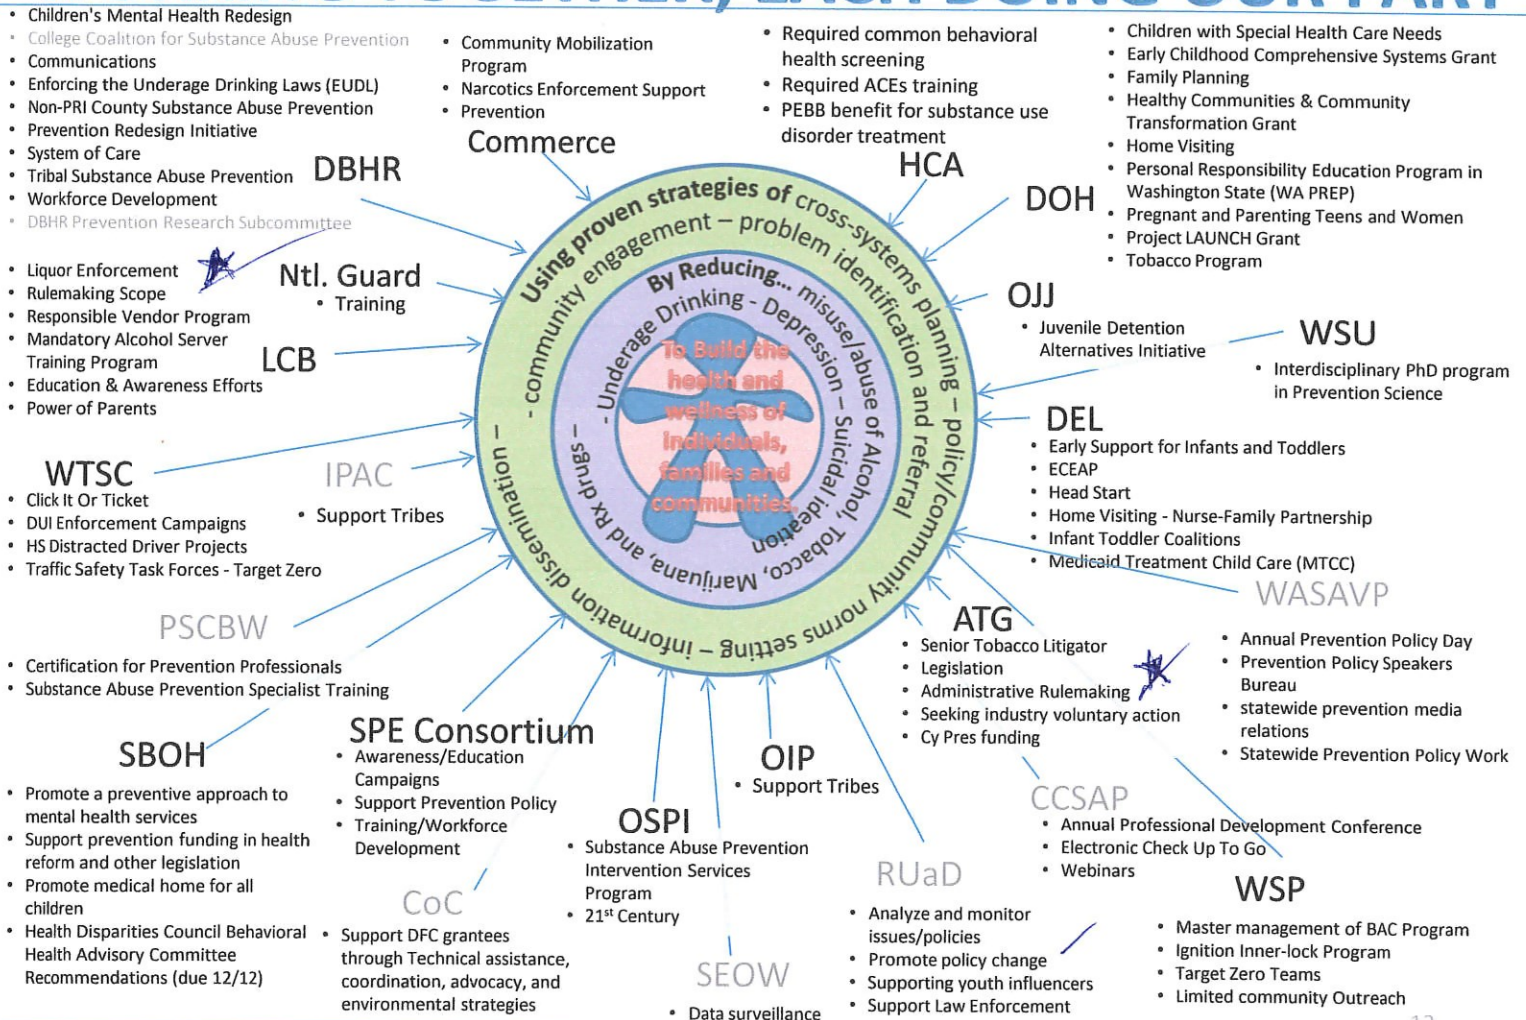 TOGETHER, EACH DOING OUR PART
• Children's Mental Health Redesign
• College Coalition for Substance Abuse Prevention
• Communications
• Enforcing the Underage Drinking Laws (EUDL)
• Non-PRI County Substance Abuse Prevention
• Prevention Redesign Initiative
• System of Care
• Tribal Substance Abuse Prevention
• Workforce Development
• DBHR Prevention Research Subcommittee
DBHR
• Community Mobilization
Program
• Narcotics Enforcement Support
• Prevention
Commerce
• Required common behavioral
health screening
• Required ACEs training
• PEBB benefit for substance use
disorder treatment
HCA
• Children with Special Health Care Needs
• Early Childhood Comprehensive Systems Grant
• Family Planning
• Healthy Communities & Community
Transformation Grant
• Home Visiting
• Personal Responsibility Education Program in
Washington State (WA PREP)
• Pregnant and Parenting Teens and Women
• Project LAUNCH Grant
• Tobacco Program
DOH
Ntl. Guard
• Training
• Liquor Enforcement
• Rulemaking Scope
• Responsible Vendor Program
• Mandatory Alcohol Server
Training Program
• Education & Awareness Efforts
• Power of Parents
LCB
OJJ
• Juvenile Detention
Alternatives Initiative
WSU
• Interdisciplinary PhD program
in Prevention Science
Using proven strategies of cross-systems planning – policy/community norms setting – information dissemination –
- community engagement – problem identification and referral
By Reducing... misuse/abuse of Alcohol, Tobacco, Marijuana, and Rx drugs –
- Underage Drinking - Depression – Suicidal ideation
To Build the
health and
wellness of
individuals,
families and
communities.
DEL
• Early Support for Infants and Toddlers
• ECEAP
• Head Start
• Home Visiting - Nurse-Family Partnership
• Infant Toddler Coalitions
• Medicaid Treatment Child Care (MTCC)
WTSC
• Click It Or Ticket
• DUI Enforcement Campaigns
• HS Distracted Driver Projects
• Traffic Safety Task Forces - Target Zero
IPAC
• Support Tribes
WASAVP
• Annual Prevention Policy Day
• Prevention Policy Speakers
Bureau
• statewide prevention media
relations
• Statewide Prevention Policy Work
PSCBW
• Certification for Prevention Professionals
• Substance Abuse Prevention Specialist Training
ATG
• Senior Tobacco Litigator
• Legislation
• Administrative Rulemaking
• Seeking industry voluntary action
• Cy Pres funding
SBOH
• Promote a preventive approach to
mental health services
• Support prevention funding in health
reform and other legislation
• Promote medical home for all
children
• Health Disparities Council Behavioral
Health Advisory Committee
Recommendations (due 12/12)
SPE Consortium
• Awareness/Education
Campaigns
• Support Prevention Policy
• Training/Workforce
Development
OIP
• Support Tribes
CCSAP
• Annual Professional Development Conference
• Electronic Check Up To Go
• Webinars
OSPI
• Substance Abuse Prevention
Intervention Services
Program
• 21st Century
CoC
• Support DFC grantees
through Technical assistance,
coordination, advocacy, and
environmental strategies
SEOW
• Data surveillance
RUaD
• Analyze and monitor
issues/policies
• Promote policy change
• Supporting youth influencers
• Support Law Enforcement
WSP
• Master management of BAC Program
• Ignition Inner-lock Program
• Target Zero Teams
• Limited community Outreach